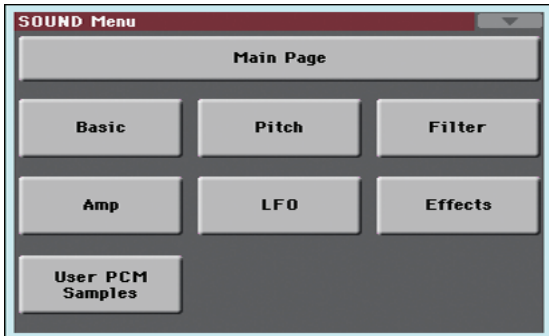 SOUND Menu
Main Page
Basic
Pitch
Filter
Amp
LFO
Effects
User PCM
Samples